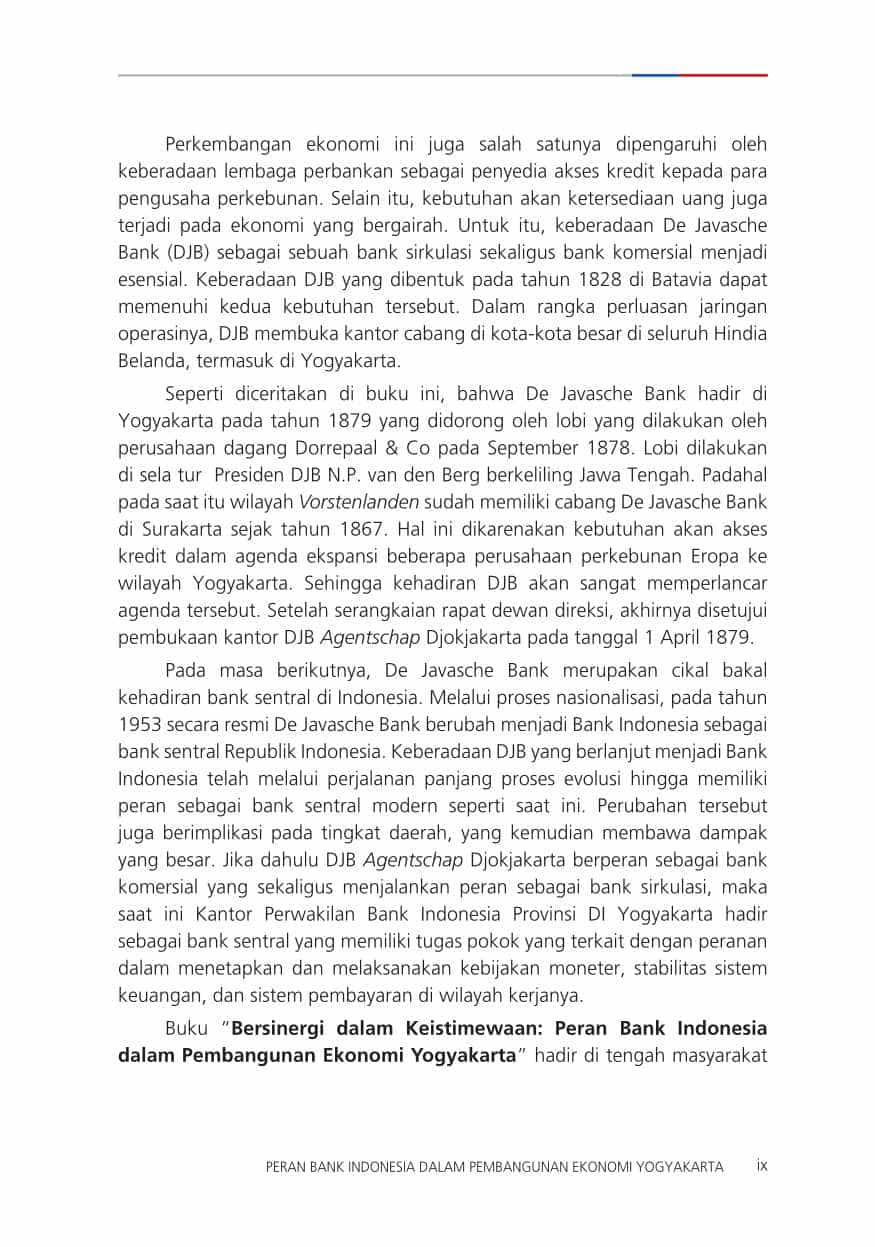 Perkembangan ekonomi ini juga salah satunya dipengaruhi oleh
keberadaan lembaga perbankan sebagai penyedia akses kredit kepada para
pengusaha perkebunan. Selain itu, kebutuhan akan ketersediaan uang juga
terjadi pada ekonomi yang bergairah. Untuk itu, keberadaan De Javasche
Bank (DJB) sebagai sebuah bank sirkulasi sekaligus bank komersial menjadi
esensial. Keberadaan DJB yang dibentuk pada tahun 1828 di Batavia dapat
memenuhi kedua kebutuhan tersebut. Dalam rangka perluasan jaringan
operasinya, DJB membuka kantor cabang di kota-kota besar di seluruh Hindia
Belanda, termasuk di Yogyakarta.
Seperti diceritakan di buku ini, bahwa De Javasche Bank hadir di
Yogyakarta pada tahun 1879 yang didorong oleh lobi yang dilakukan oleh
perusahaan dagang Dorrepaal & Co pada September 1878. Lobi dilakukan
di sela tur  Presiden DJB N.P. van den Berg berkeliling Jawa Tengah. Padahal
pada saat itu wilayah Vorstenlanden sudah memiliki cabang De Javasche Bank
di Surakarta sejak tahun 1867. Hal ini dikarenakan kebutuhan akan akses
kredit dalam agenda ekspansi beberapa perusahaan perkebunan Eropa ke
wilayah Yogyakarta. Sehingga kehadiran DJB akan sangat memperlancar
agenda tersebut. Setelah serangkaian rapat dewan direksi, akhirnya disetujui
pembukaan kantor DJB Agentschap Djokjakarta pada tanggal 1 April 1879.
Pada masa berikutnya, De Javasche Bank merupakan cikal bakal
kehadiran bank sentral di Indonesia. Melalui proses nasionalisasi, pada tahun
1953 secara resmi De Javasche Bank berubah menjadi Bank Indonesia sebagai
bank sentral Republik Indonesia. Keberadaan DJB yang berlanjut menjadi Bank
Indonesia telah melalui perjalanan panjang proses evolusi hingga memiliki
peran sebagai bank sentral modern seperti saat ini. Perubahan tersebut
juga berimplikasi pada tingkat daerah, yang kemudian membawa dampak
yang besar. Jika dahulu DJB Agentschap Djokjakarta berperan sebagai bank
komersial yang sekaligus menjalankan peran sebagai bank sirkulasi, maka
saat ini Kantor Perwakilan Bank Indonesia Provinsi DI Yogyakarta hadir
sebagai bank sentral yang memiliki tugas pokok yang terkait dengan peranan
dalam menetapkan dan melaksanakan kebijakan moneter, stabilitas sistem
keuangan, dan sistem pembayaran di wilayah kerjanya.
Buku “Bersinergi dalam Keistimewaan: Peran Bank Indonesia
dalam Pembangunan Ekonomi Yogyakarta” hadir di tengah masyarakat
PERAN BANK INDONESIA DALAM PEMBANGUNAN EKONOMI YOGYAKARTA ix